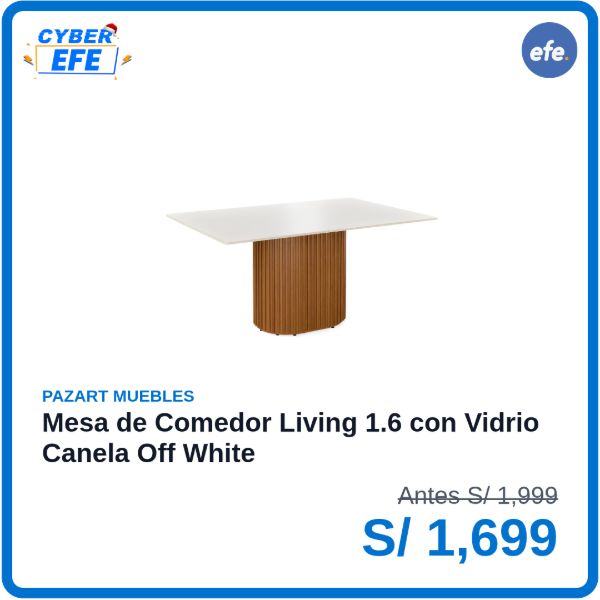 CYBER
EFE
efe.
PAZART MUEBLES
Mesa de Comedor Living 1.6 con Vidrio
Canela Off White
Antes S/ 1,999
S/ 1,699